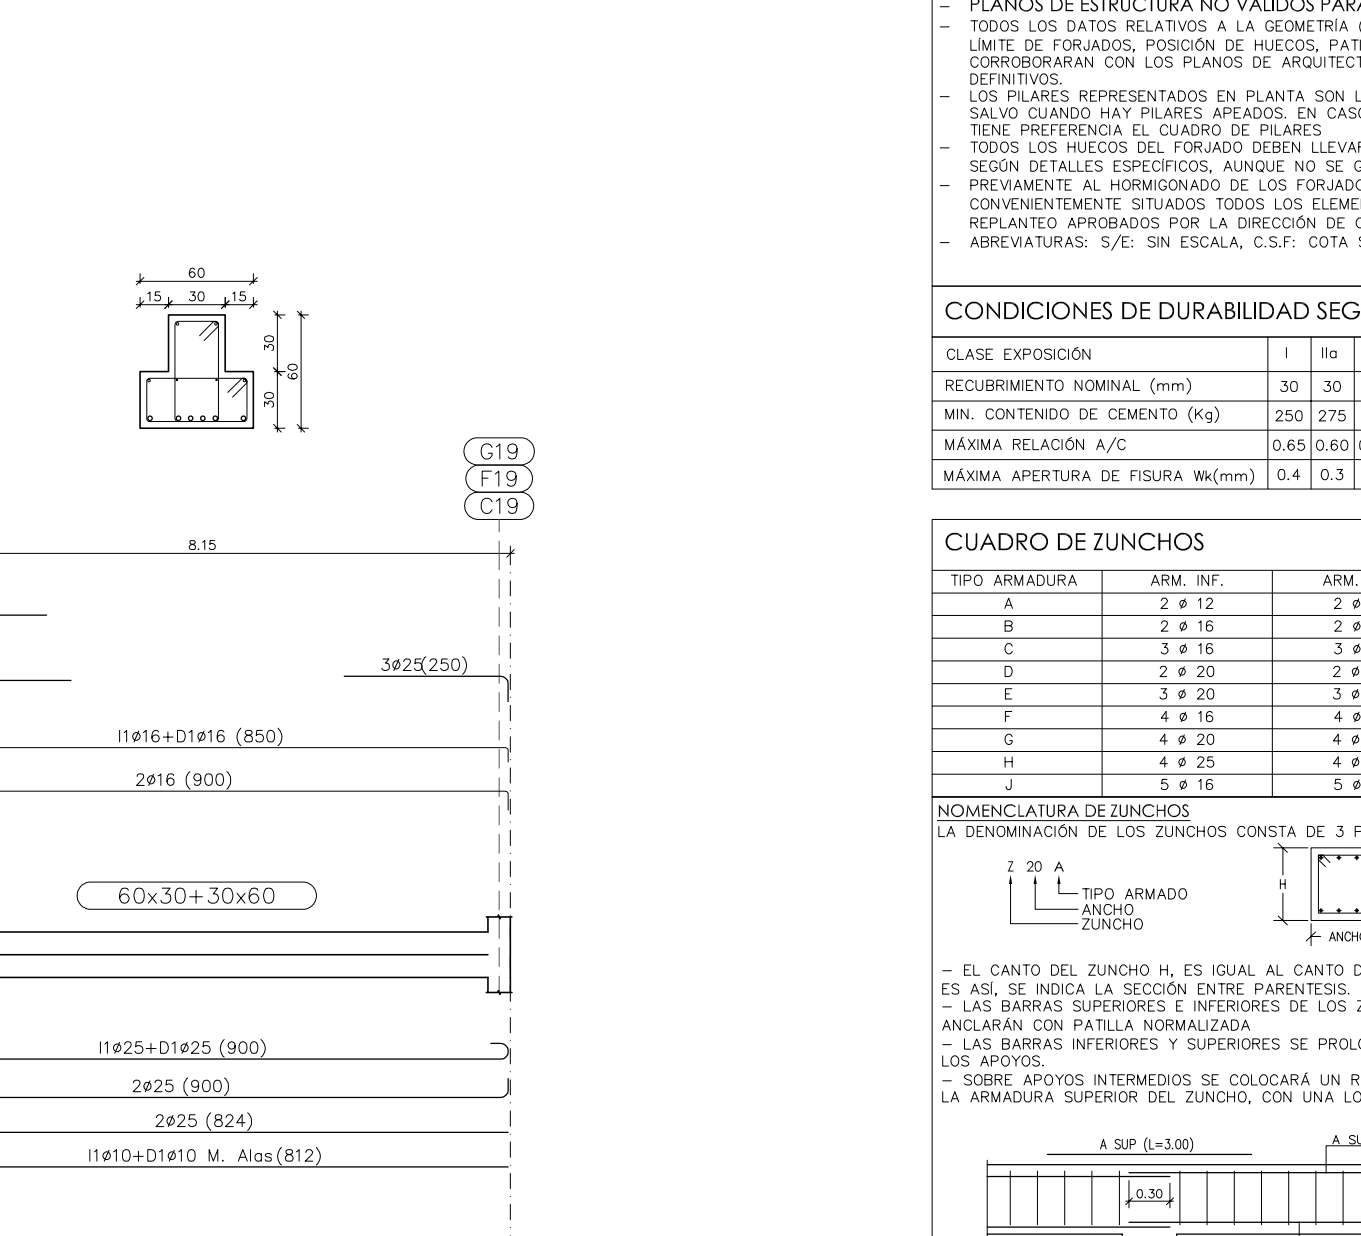 60
15 30 15
30
60
30
G19
F19
C19
8.15
3ø25(250)
I1ø16+D1ø16 (850)
2ø16 (900)
60x30+30x60
I1ø25+D1ø25 (900)
2ø25 (900)
2ø25 (824)
I1ø10+D1ø10 M. Alas(812)
– PLANOS DE ESTRUCTURA NO VÁLIDOS PARA
– TODOS LOS DATOS RELATIVOS A LA GEOMETRÍA (
LÍMITE DE FORJADOS, POSICIÓN DE HUECOS, PATI
CORROBORARAN CON LOS PLANOS DE ARQUITECT
DEFINITIVOS.
– LOS PILARES REPRESENTADOS EN PLANTA SON L
SALVO CUANDO HAY PILARES APEADOS. EN CASO
TIENE PREFERENCIA EL CUADRO DE PILARES
– TODOS LOS HUECOS DEL FORJADO DEBEN LLEVAR
SEGÚN DETALLES ESPECÍFICOS, AUNQUE NO SE G
– PREVIAMENTE AL HORMIGONADO DE LOS FORJADO
CONVENIENTEMENTE SITUADOS TODOS LOS ELEME
REPLANTEO APROBADOS POR LA DIRECCIÓN DE O
– ABREVIATURAS: S/E: SIN ESCALA, C.S.F: COTA S
CONDICIONES DE DURABILIDAD SEG
CLASE EXPOSICIÓN I IIa
RECUBRIMIENTO NOMINAL (mm) 30 30
MIN. CONTENIDO DE CEMENTO (Kg) 250 275
MÁXIMA RELACIÓN A/C 0.65 0.60
MÁXIMA APERTURA DE FISURA Wk(mm) 0.4 0.3
CUADRO DE ZUNCHOS
TIPO ARMADURA ARM. INF. ARM.
A 2 ø 12 2 ø
B 2 ø 16 2 ø
C 3 ø 16 3 ø
D 2 ø 20 2 ø
E 3 ø 20 3 ø
F 4 ø 16 4 ø
G 4 ø 20 4 ø
H 4 ø 25 4 ø
J 5 ø 16 5 ø
NOMENCLATURA DE ZUNCHOS
LA DENOMINACIÓN DE LOS ZUNCHOS CONSTA DE 3 P
Z 20 A
TIPO ARMADO
ANCHO
ZUNCHO
H
ANCHO
– EL CANTO DEL ZUNCHO H, ES IGUAL AL CANTO D
ES ASÍ, SE INDICA LA SECCIÓN ENTRE PARENTESIS.
– LAS BARRAS SUPERIORES E INFERIORES DE LOS Z
ANCLARÁN CON PATILLA NORMALIZADA
– LAS BARRAS INFERIORES Y SUPERIORES SE PROLO
LOS APOYOS.
– SOBRE APOYOS INTERMEDIOS SE COLOCARÁ UN R
LA ARMADURA SUPERIOR DEL ZUNCHO, CON UNA LO
A SUP (L=3.00) A SU
0.30